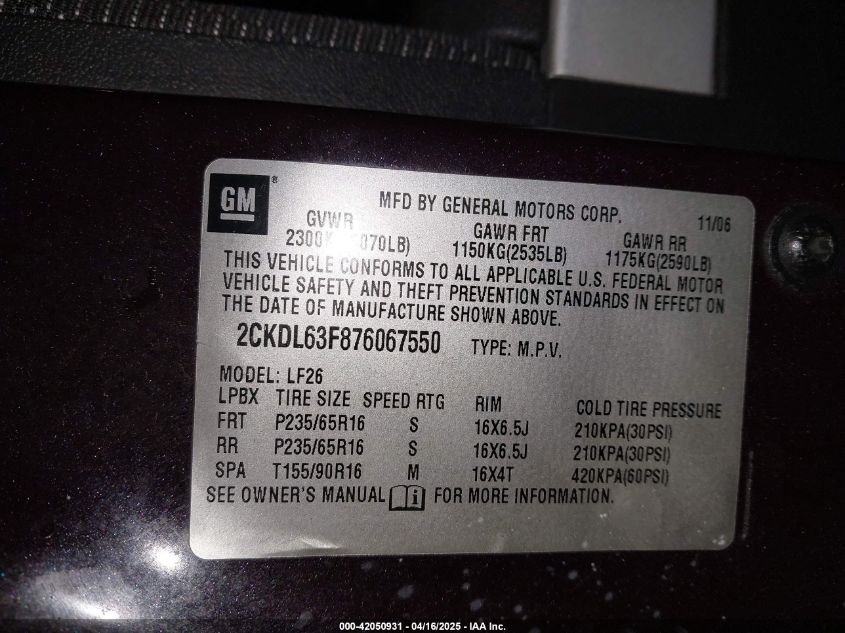 GM ®
MFD BY GENERAL MOTORS CORP. 11/06
GVWR GAWR FRT GAWR RR
1150KG(2535LB) 1175KG(2590LB)
THIS VEHICLE CONFORMS TO ALL APPLICABLE U.S. FEDERAL MOTOR
VEHICLE SAFETY AND THEFT PREVENTION STANDARDS IN EFFECT ON
THE DATE OF MANUFACTURE SHOWN ABOVE.
2CKDL63F876067550 TYPE: M.P.V.
MODEL: LF26
LPBX TIRE SIZE SPEED RTG RIM COLD TIRE PRESSURE
FRT P235/65R16 S 16X6.5J 210KPA(30PSI)
RR P235/65R16 S 16X6.5J 210KPA(30PSI)
SPA T155/90R16 M 16X4T 420KPA(60PSI)
SEE OWNER'S MANUAL i FOR MORE INFORMATION.
000-42050931 - 04/16/2025 - IAA Inc.